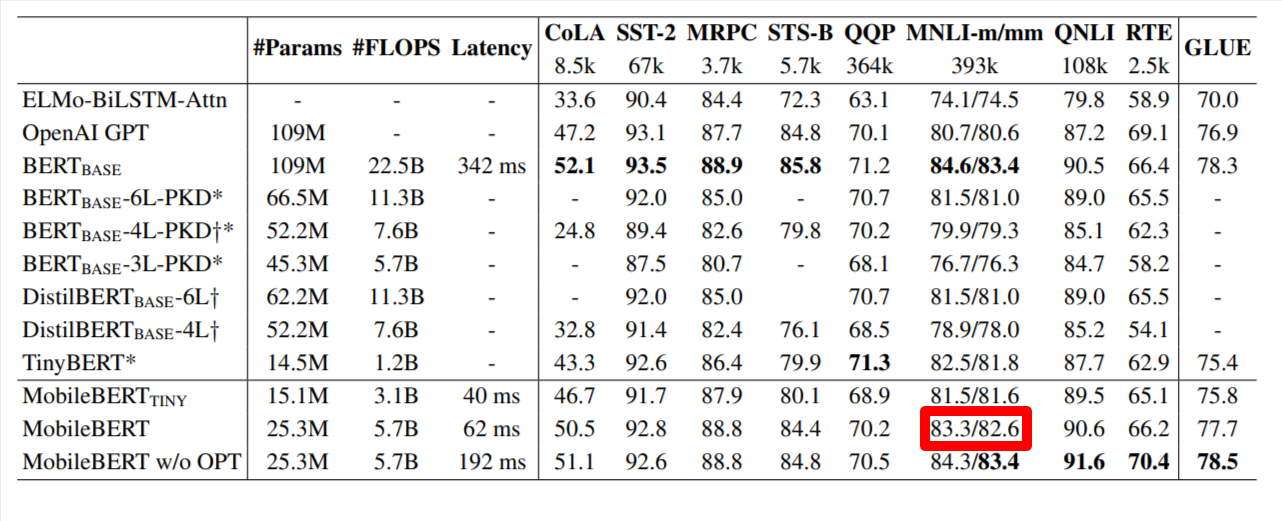 #Params #FLOPS Latency CoLA SST-2 MRPC STS-B QQP MNLI-m/mm QNLI RTE GLUE
8.5k 67k 3.7k 5.7k 364k 393k 108k 2.5k
ELMo-BiLSTM-Attn - - - 33.6 90.4 84.4 72.3 63.1 74.1/74.5 79.8 58.9 70.0
OpenAI GPT 109M - - 47.2 93.1 87.7 84.8 70.1 80.7/80.6 87.2 69.1 76.9
BERTBASE 109M 22.5B 342 ms 52.1 93.5 88.9 85.8 71.2 84.6/83.4 90.5 66.4 78.3
BERTBASE-6L-PKD* 66.5M 11.3B - - 92.0 85.0 - 70.7 81.5/81.0 89.0 65.5 -
BERTBASE-4L-PKD†* 52.2M 7.6B - 24.8 89.4 82.6 79.8 70.2 79.9/79.3 85.1 62.3 -
BERTBASE-3L-PKD* 45.3M 5.7B - - 87.5 80.7 - 68.1 76.7/76.3 84.7 58.2 -
DistilBERTBASE-6L† 62.2M 11.3B - - 92.0 85.0 70.7 81.5/81.0 89.0 65.5 -
DistilBERTBASE-4L† 52.2M 7.6B - 32.8 91.4 82.4 76.1 68.5 78.9/78.0 85.2 54.1 -
TinyBERT* 14.5M 1.2B - 43.3 92.6 86.4 79.9 71.3 82.5/81.8 87.7 62.9 75.4
MobileBERTTINY 15.1M 3.1B 40 ms 46.7 91.7 87.9 80.1 68.9 81.5/81.6 89.5 65.1 75.8
MobileBERT 25.3M 5.7B 62 ms 50.5 92.8 88.8 84.4 70.2 83.3/82.6 90.6 66.2 77.7
MobileBERT w/o OPT 25.3M 5.7B 192 ms 51.1 92.6 88.8 84.8 70.5 84.3/83.4 91.6 70.4 78.5